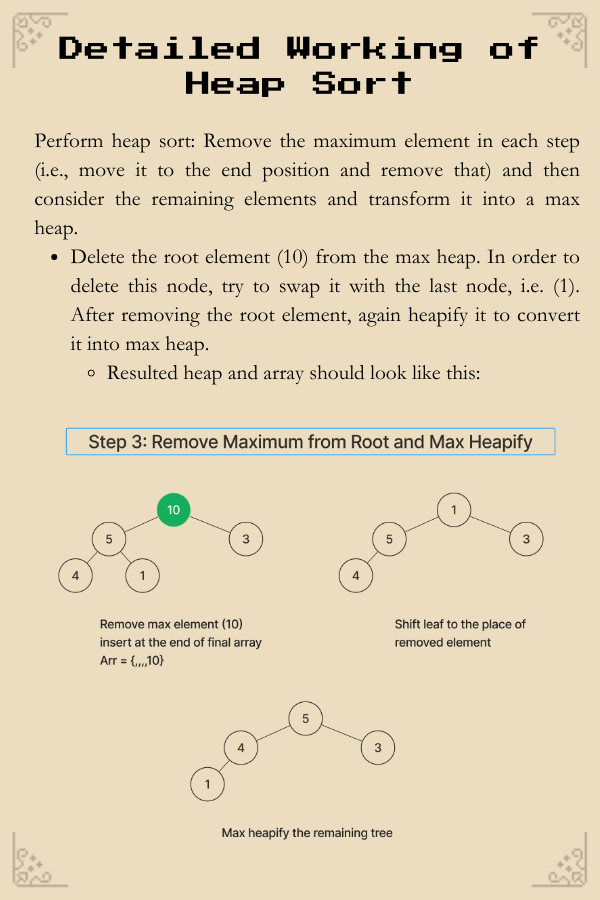 Detailed Working of
Heap Sort
Perform heap sort: Remove the maximum element in each step
(i.e., move it to the end position and remove that) and then
consider the remaining elements and transform it into a max
heap.
• Delete the root element (10) from the max heap. In order to
delete this node, try to swap it with the last node, i.e. (1).
After removing the root element, again heapify it to convert
it into max heap.
◦ Resulted heap and array should look like this:
Step 3: Remove Maximum from Root and Max Heapify
10
5
3
4
1
Remove max element (10)
insert at the end of final array
Arr = {,,,,10}
1
5
3
4
Shift leaf to the place of
removed element
5
4
3
1
Max heapify the remaining tree